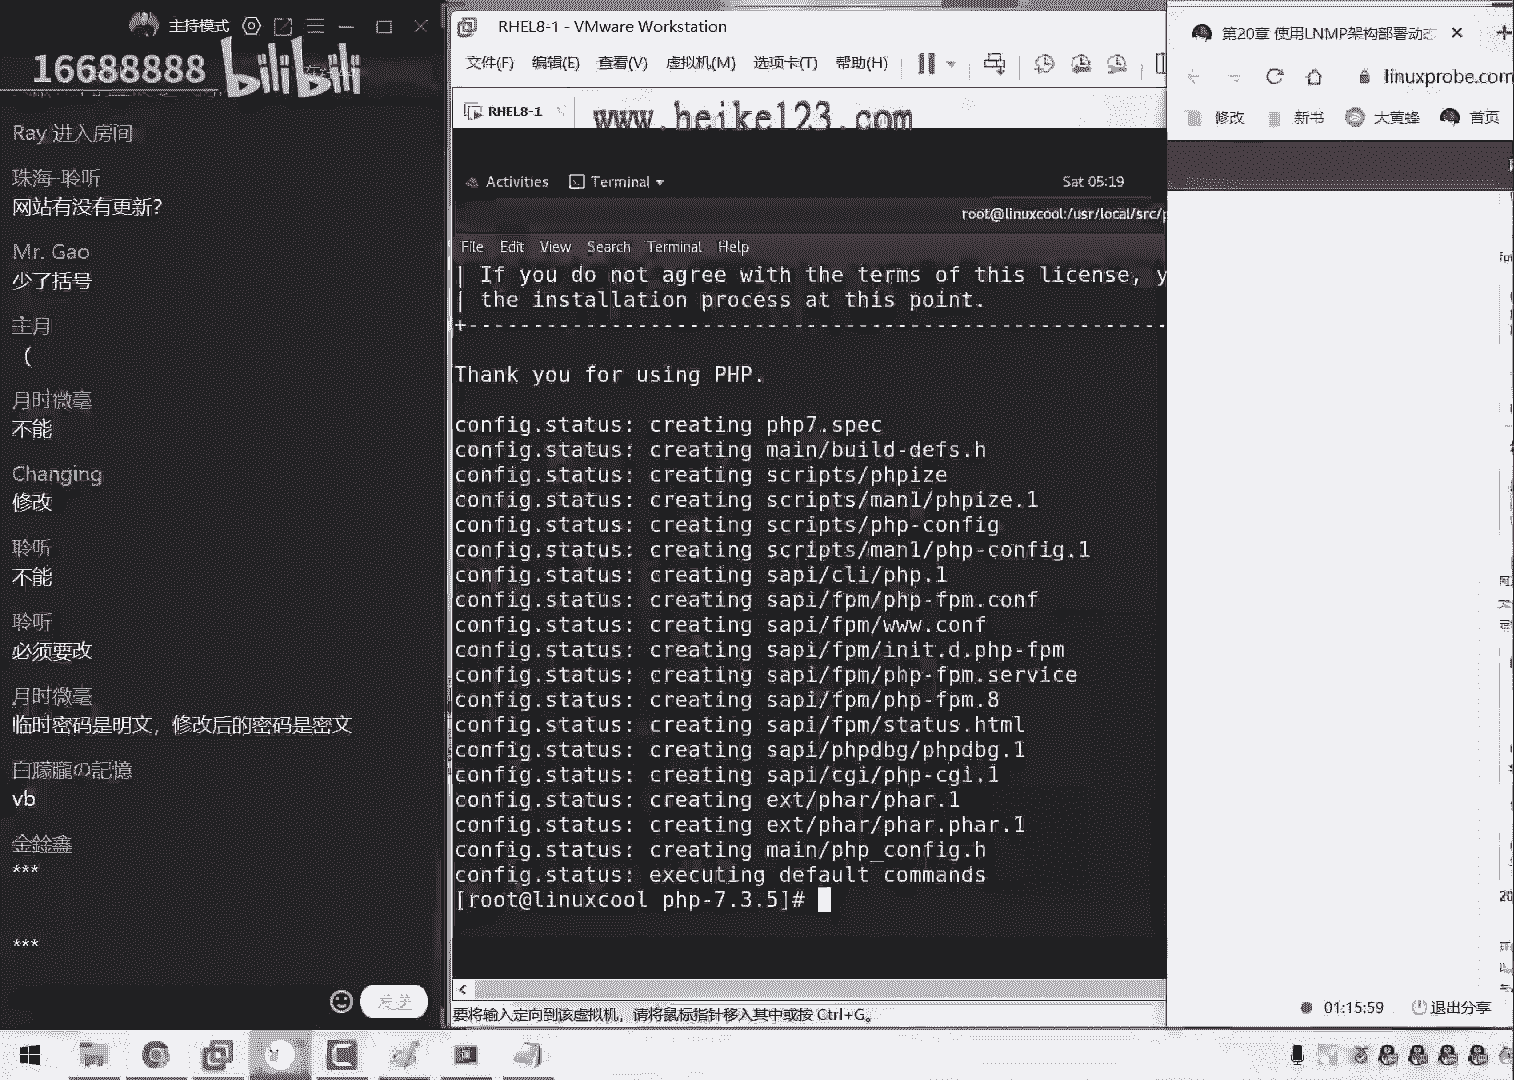 主持模式
16688888 bilibili
Ray 进入房间
珠海-聆听
网站有没有更新?
Mr. Gao
少了括号
主月
(
月时微毫
不能
Changing
修改
聆听
不能
聆听
必须要改
月时微毫
临时密码是明文，修改后的密码是密文
白朦朧の記憶
vb
金鍂鑫
***
***
发送
RHEL8-1 - VMware Workstation
文件(F) 编辑(E) 查看(V) 虚拟机(M) 选项卡(T) 帮助(H)
RHEL8-1
www.heike123.com
Activities Terminal Sat 05:19
root@linuxcool:/usr/local/src/p
File Edit View Search Terminal Help
| If you do not agree with the terms of this license, y
| the installation process at this point.
+-------------------------------------------------------
Thank you for using PHP.
config.status: creating php7.spec
config.status: creating main/build-defs.h
config.status: creating scripts/phpize
config.status: creating scripts/man1/phpize.1
config.status: creating scripts/php-config
config.status: creating scripts/man1/php-config.1
config.status: creating sapi/cli/php.1
config.status: creating sapi/fpm/php-fpm.conf
config.status: creating sapi/fpm/www.conf
config.status: creating sapi/fpm/init.d.php-fpm
config.status: creating sapi/fpm/php-fpm.service
config.status: creating sapi/fpm/php-fpm.8
config.status: creating sapi/fpm/status.html
config.status: creating sapi/phpdbg/phpdbg.1
config.status: creating sapi/cgi/php-cgi.1
config.status: creating ext/phar/phar.1
config.status: creating ext/phar/phar.phar.1
config.status: creating main/php_config.h
config.status: executing default commands
[root@linuxcool php-7.3.5]#
要将输入定向到该虚拟机，请将鼠标指针移入其中或按 Ctrl+G。
第20章 使用LNMP架构部署动态
linuxprobe.com
修改 新书 大黄蜂 首页
01:15:59 退出分享